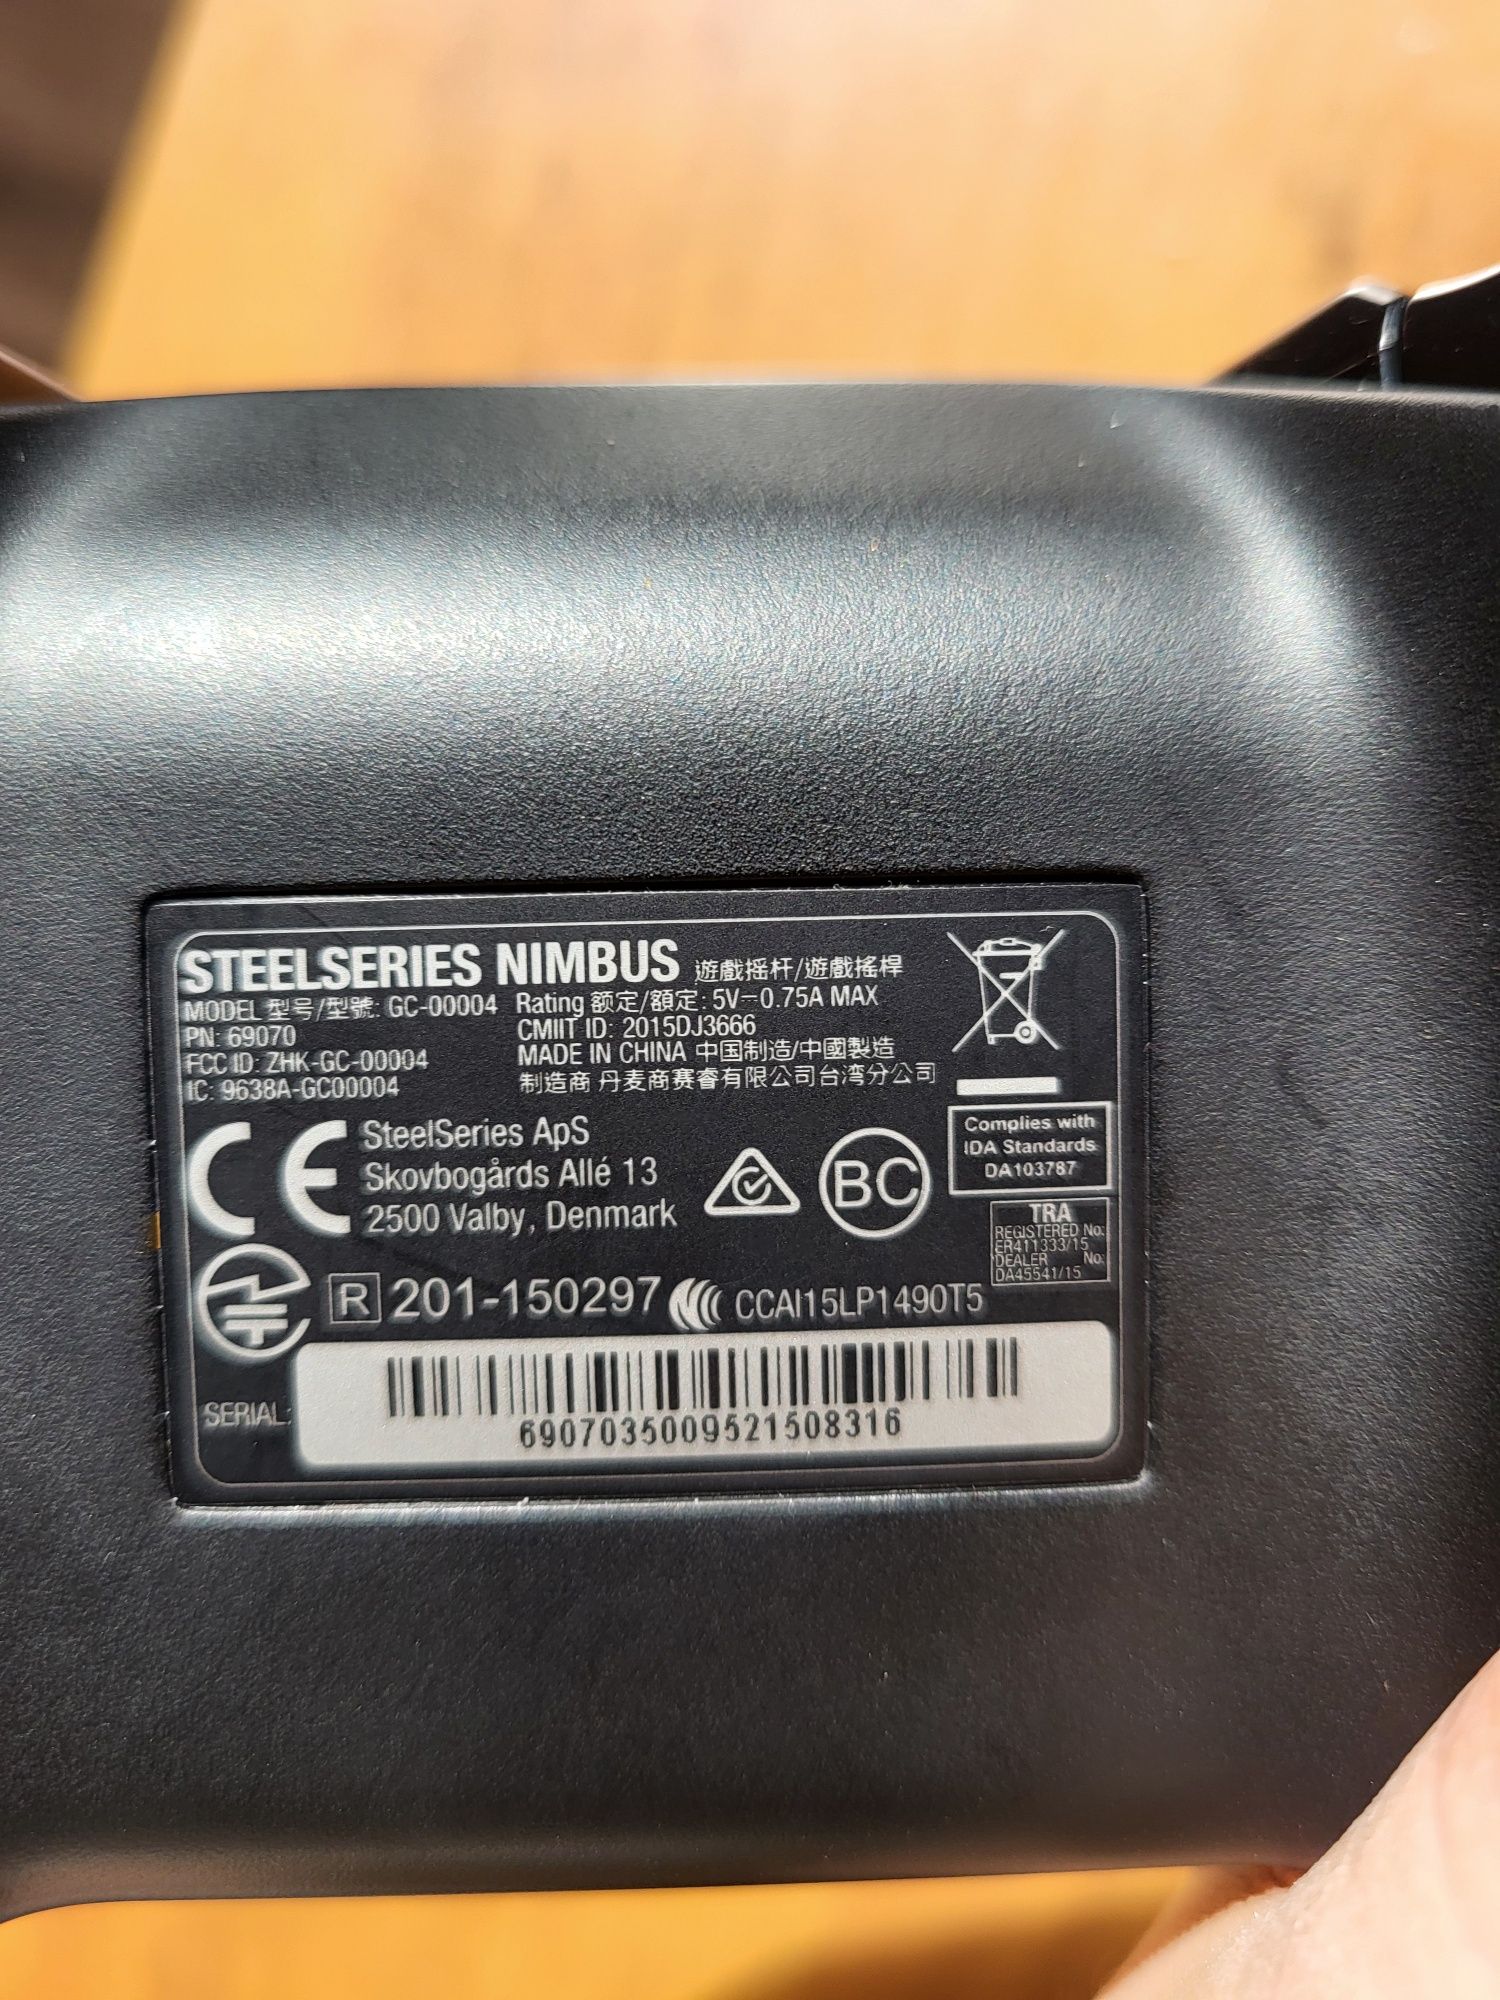 STEELSERIES NIMBUS 遊戲摇杆/遊戲搖桿
MODEL 型号/型號: GC-00004 Rating 额定/額定: 5V⎓0.75A MAX
PN: 69070 CMIIT ID: 2015DJ3666
FCC ID: ZHK-GC-00004 MADE IN CHINA 中国制造/中國製造
IC: 9638A-GC00004 制造商 丹麦商赛睿有限公司台湾分公司
CE SteelSeries ApS
Skovbogårds Allé 13
2500 Valby, Denmark
BC
Complies with
IDA Standards
DA103787
TRA
REGISTERED No:
ER411333/15
DEALER No:
DA45541/15
R 201-150297 CCAI15LP1490T5
SERIAL:
6907035009521508316